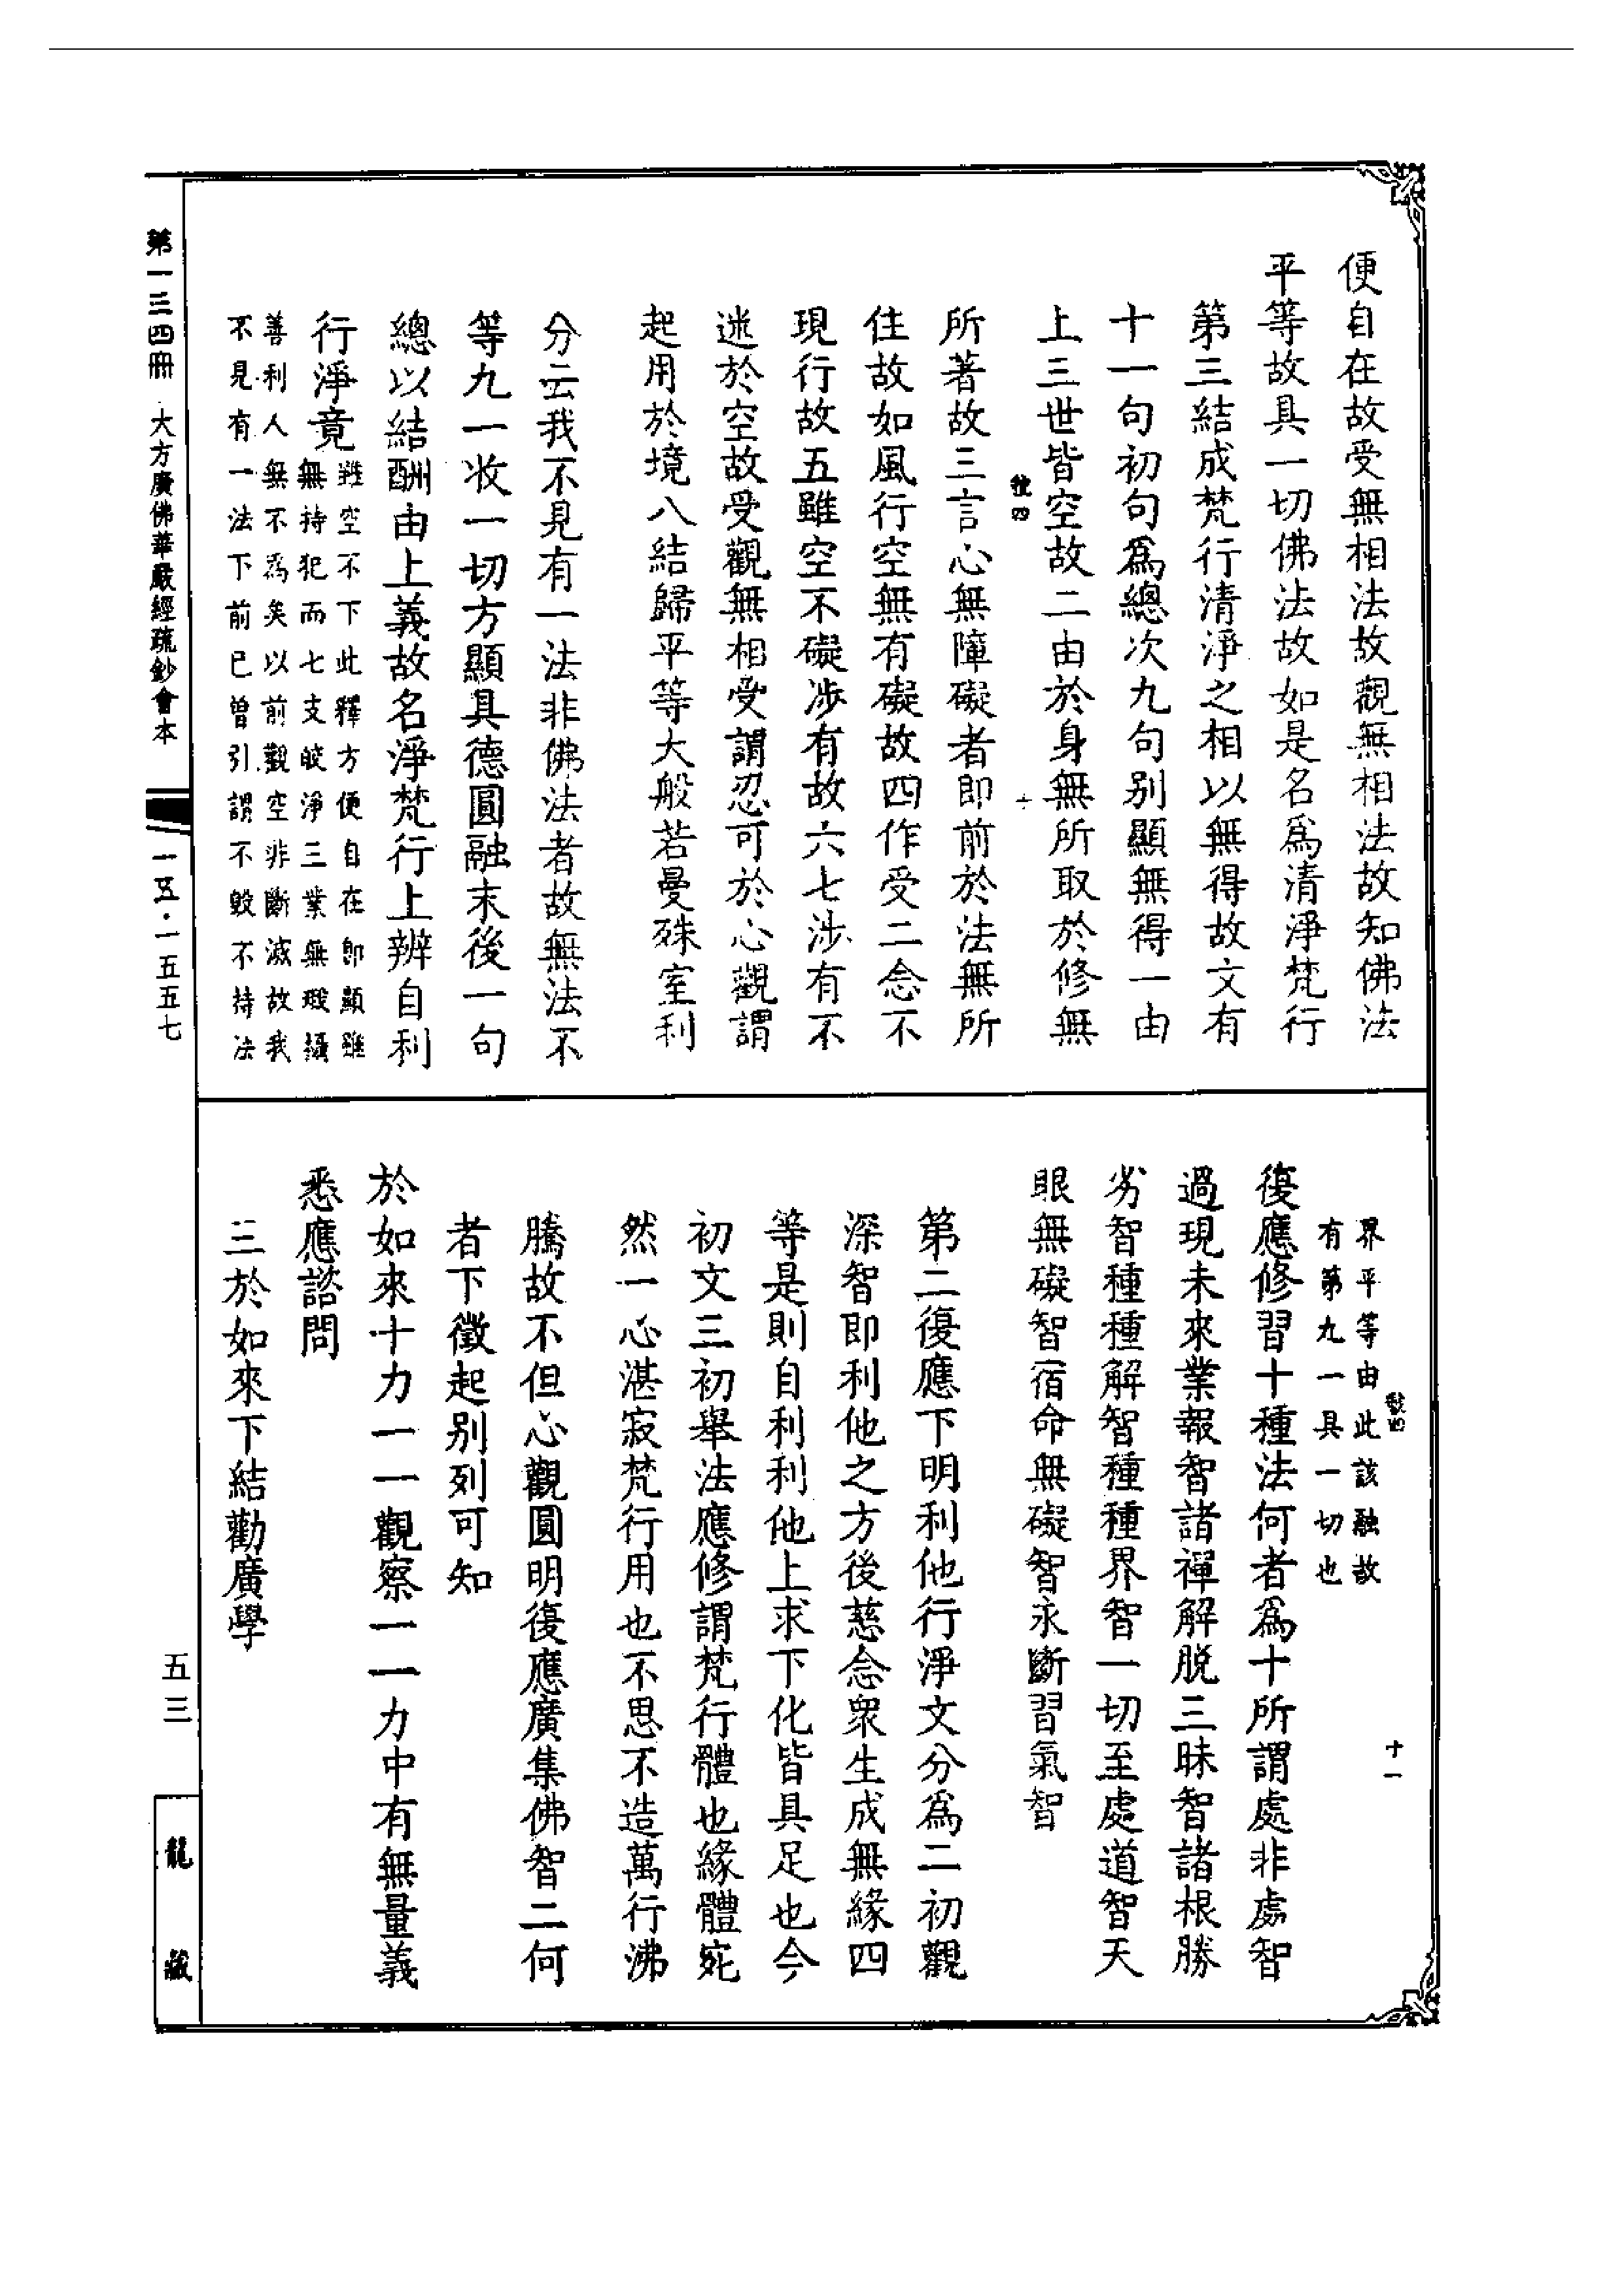 便自在故受無相法故觀無相法故知佛法
平等故具一切佛法故如是名爲清淨梵行
第三結成梵行清淨之相以無得故文有
十一句初句爲總次九句别顯無得一由
上三世皆空故二由於身無所取於修無
所著故三言心無障礙者即前於法無所
住故如風行空無有礙故四作受二念不
現行故五雖空不礙涉有故六七涉有不
迷於空故受觀無相受謂忍可於心觀謂
起用於境八結歸平等大般若曼殊室利
分云我不見有一法非佛法者故無法不
等九一收一切方顯具德圓融末後一句
總以結酬由上義故名淨梵行上辨自利
行淨竟
雖空不下此釋方便自在即顯雖
無持犯而七支皎淨三業無瑕攝
善利人無不爲矣以前觀空非斷滅故我
不見有一法下前已曾引謂不毀不持法
界平等由此該融故
有第九一具一切也
復應修習十種法何者爲十所謂處非處智
過現未來業報智諸禪解脱三昧智諸根勝
劣智種種解智種種界智一切至處道智天
眼無礙智宿命無礙智永斷習氣智
第二復應下明利他行淨文分爲二初觀
深智即利他之方後慈念衆生成無緣四
等是則自利利他上求下化皆具足也今
初文三初舉法應修謂梵行體也緣體宛
然一心湛寂梵行用也不思不造萬行沸
騰故不但心觀圓明復應廣集佛智二何
者下徵起别列可知
於如來十力一一觀察一一力中有無量義
悉應諮問
三於如來下結勸廣學
第一三四冊 大方廣佛華嚴經疏鈔會本
一五·一五五七
五三
龍藏
十一